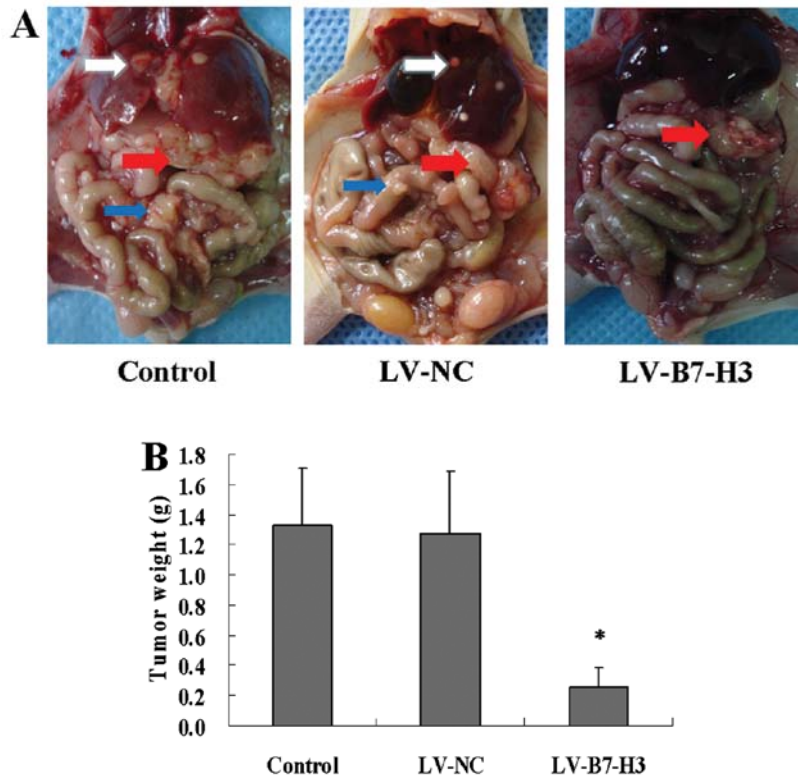 A
Control LV-NC LV-B7-H3
B
Tumor weight (g)
1.8
1.6
1.4
1.2
1.0
0.8
0.6
0.4
0.2
0.0
*
Control LV-NC LV-B7-H3